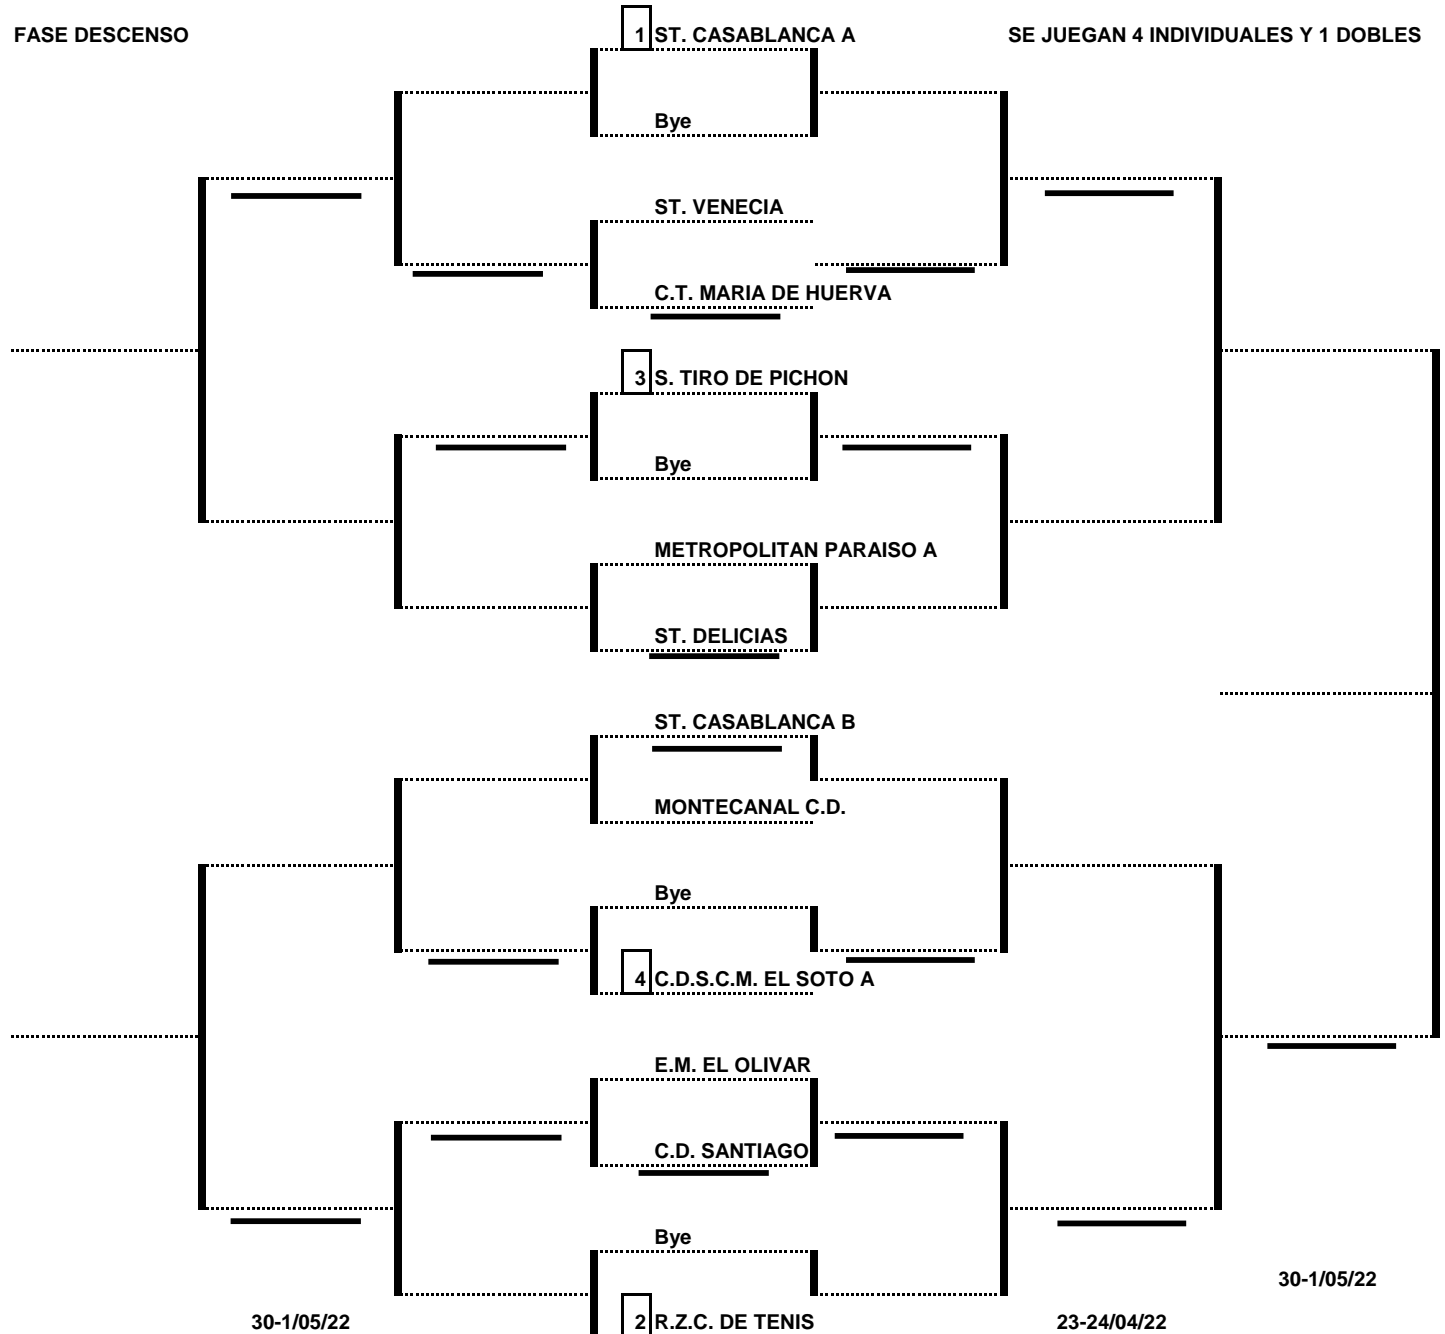 FASE DESCENSO
1 ST. CASABLANCA A
SE JUEGAN 4 INDIVIDUALES Y 1 DOBLES
Bye
ST. VENECIA
C.T. MARIA DE HUERVA
3 S. TIRO DE PICHON
Bye
METROPOLITAN PARAISO A
ST. DELICIAS
ST. CASABLANCA B
MONTECANAL C.D.
Bye
4 C.D.S.C.M. EL SOTO A
E.M. EL OLIVAR
C.D. SANTIAGO
Bye
30-1/05/22
30-1/05/22
2 R.Z.C. DE TENIS
23-24/04/22